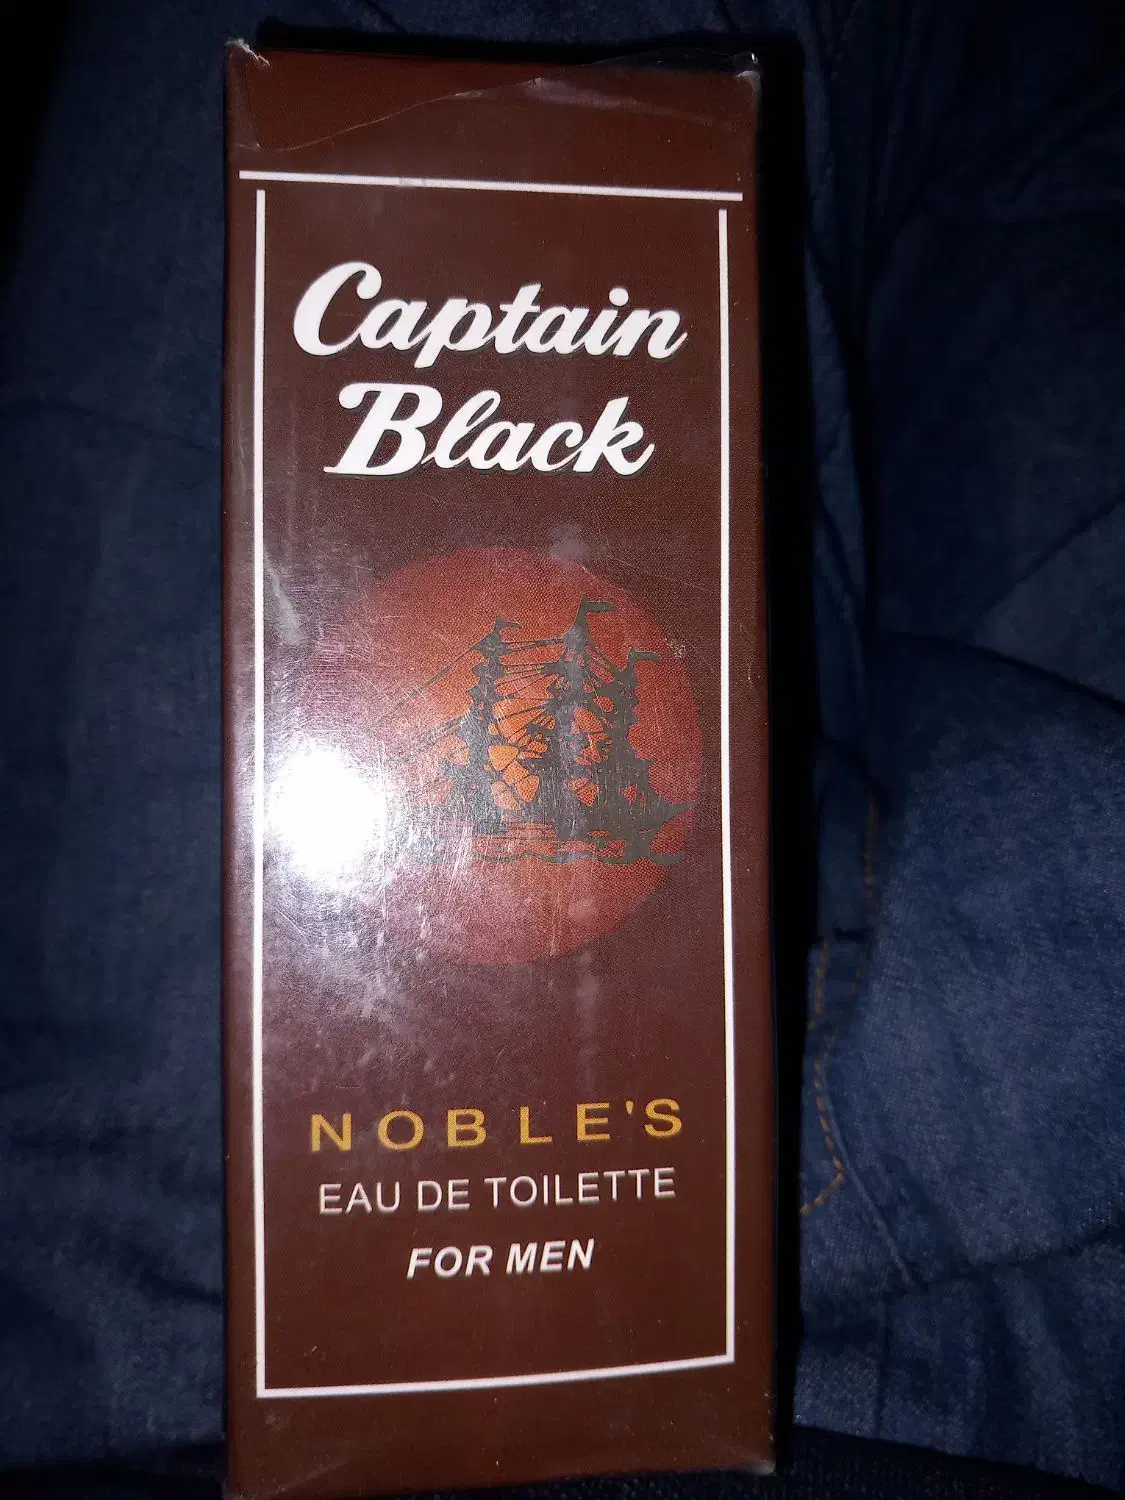 Captain
Black
NOBLE'S
EAU DE TOILETTE
FOR MEN